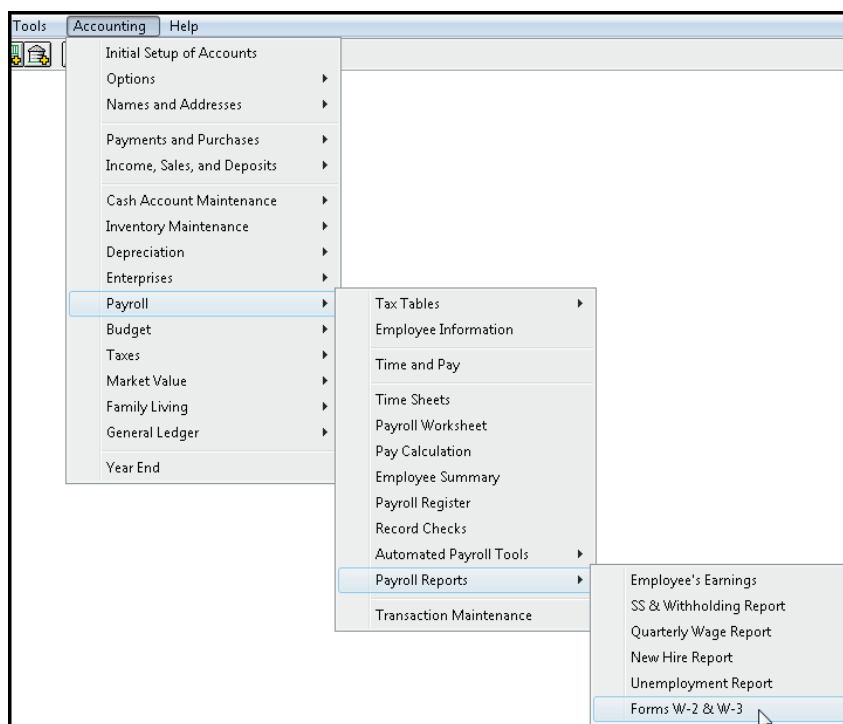 Tools Accounting Help
Initial Setup of Accounts
Options
Names and Addresses
Payments and Purchases
Income, Sales, and Deposits
Cash Account Maintenance
Inventory Maintenance
Depreciation
Enterprises
Payroll
Budget
Taxes
Market Value
Family Living
General Ledger
Year End
Tax Tables
Employee Information
Time and Pay
Time Sheets
Payroll Worksheet
Pay Calculation
Employee Summary
Payroll Register
Record Checks
Automated Payroll Tools
Payroll Reports
Transaction Maintenance
Employee's Earnings
SS & Withholding Report
Quarterly Wage Report
New Hire Report
Unemployment Report
Forms W-2 & W-3